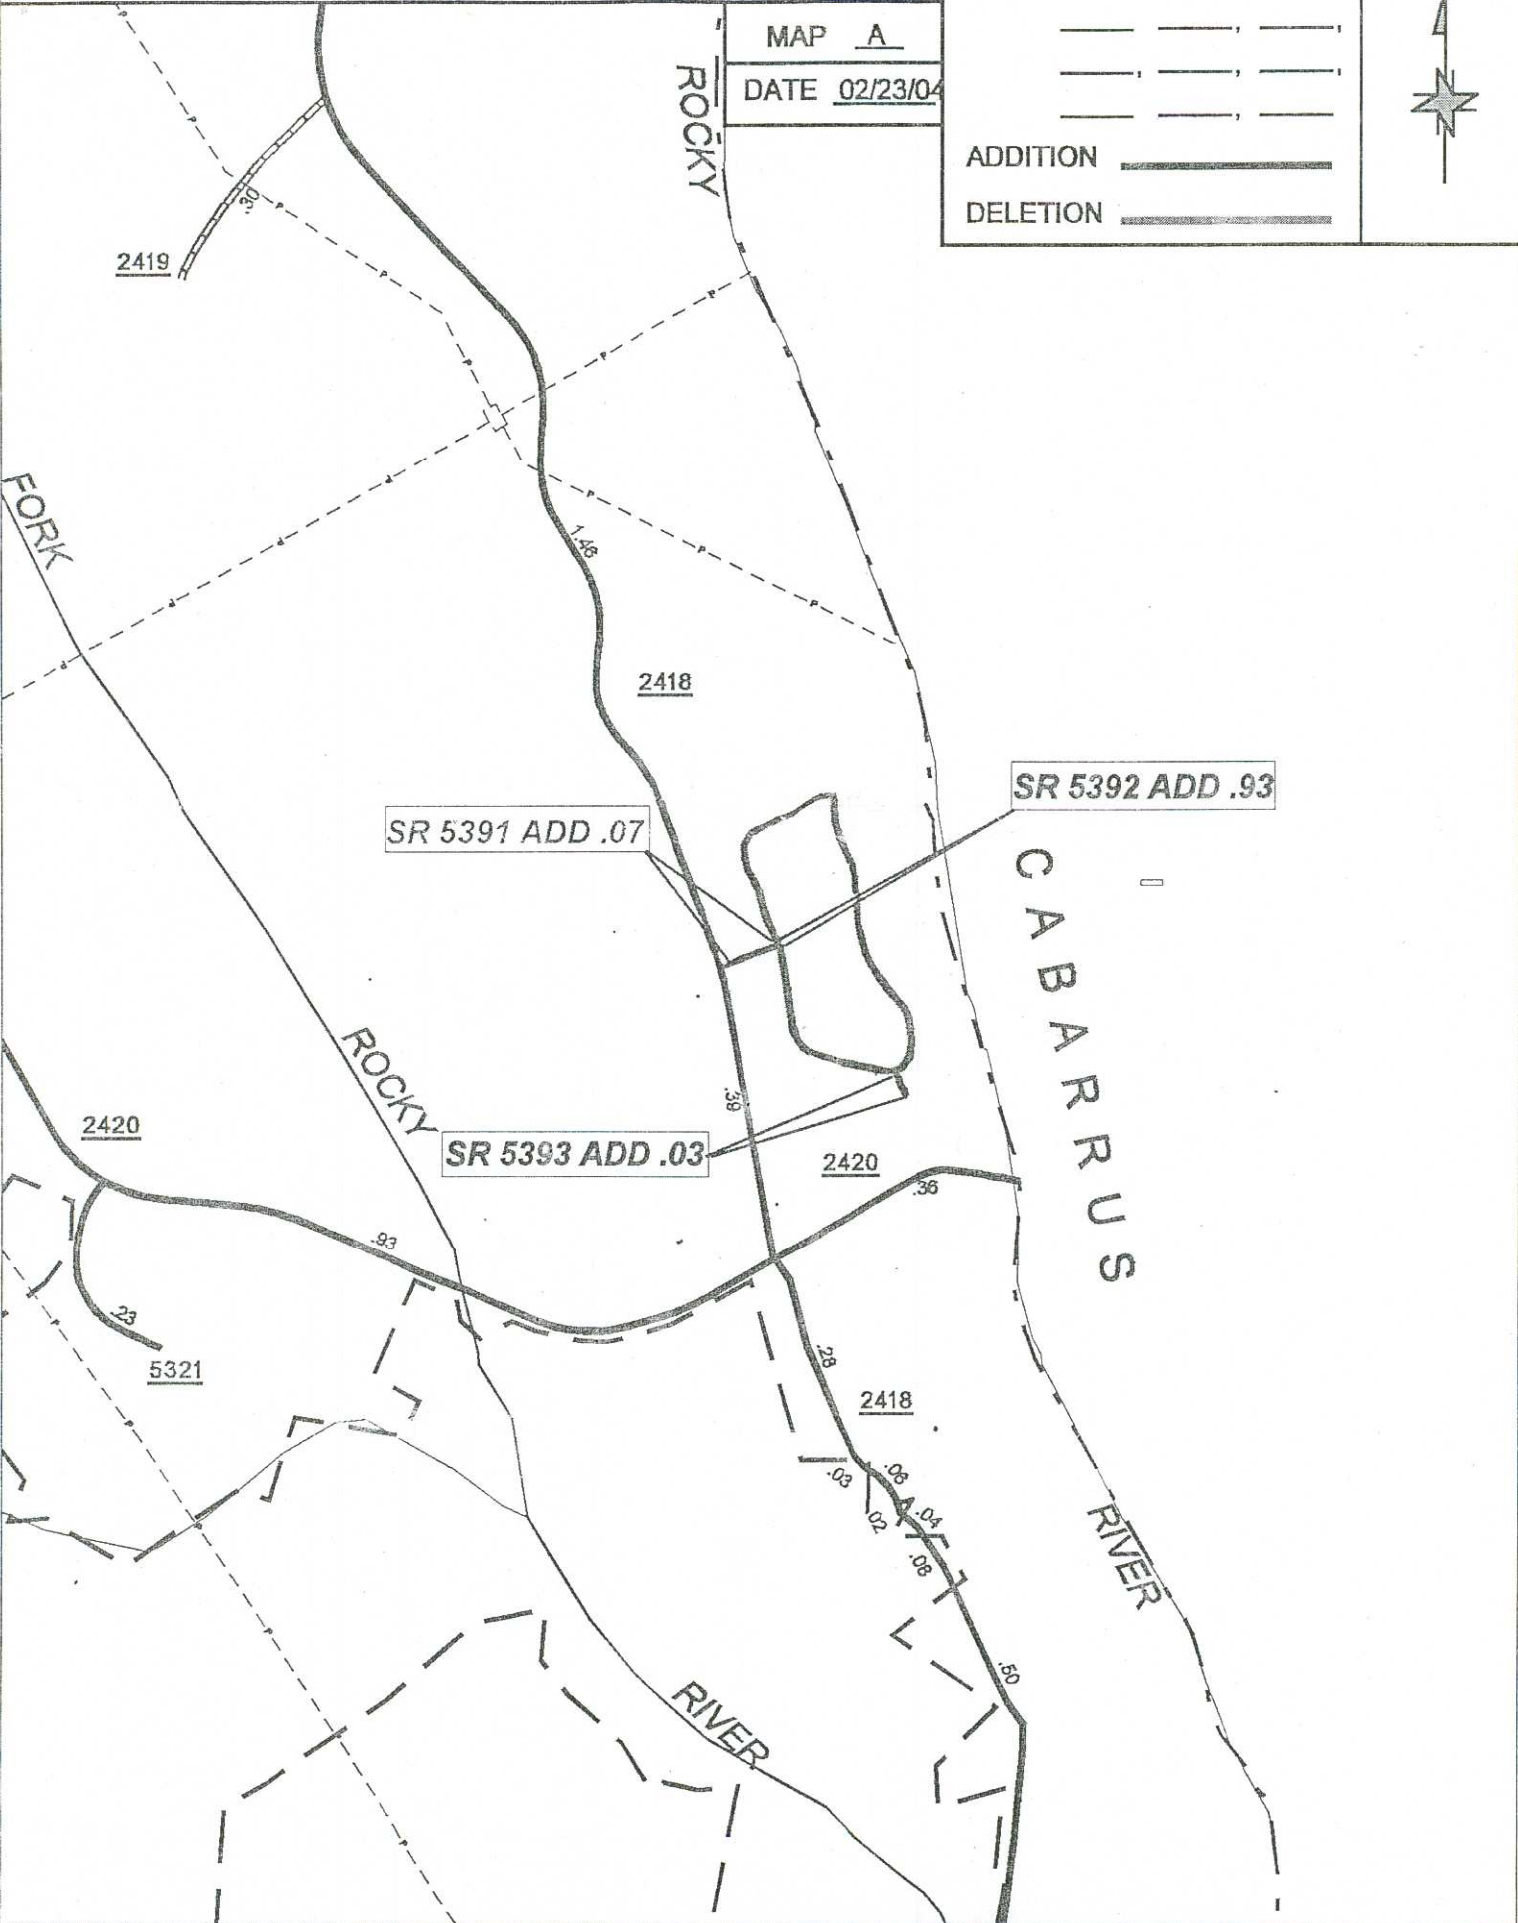 MAP A
DATE 02/23/04
ADDITION
DELETION
ROCKY
.30
2419
FORK
1.46
2418
SR 5392 ADD .93
SR 5391 ADD .07
CABARRUS
ROCKY
.39
2420
SR 5393 ADD .03
2420
.36
.93
.23
5321
.28
2418
.06
.03
.02
.04
.08
RIVER
.50
RIVER